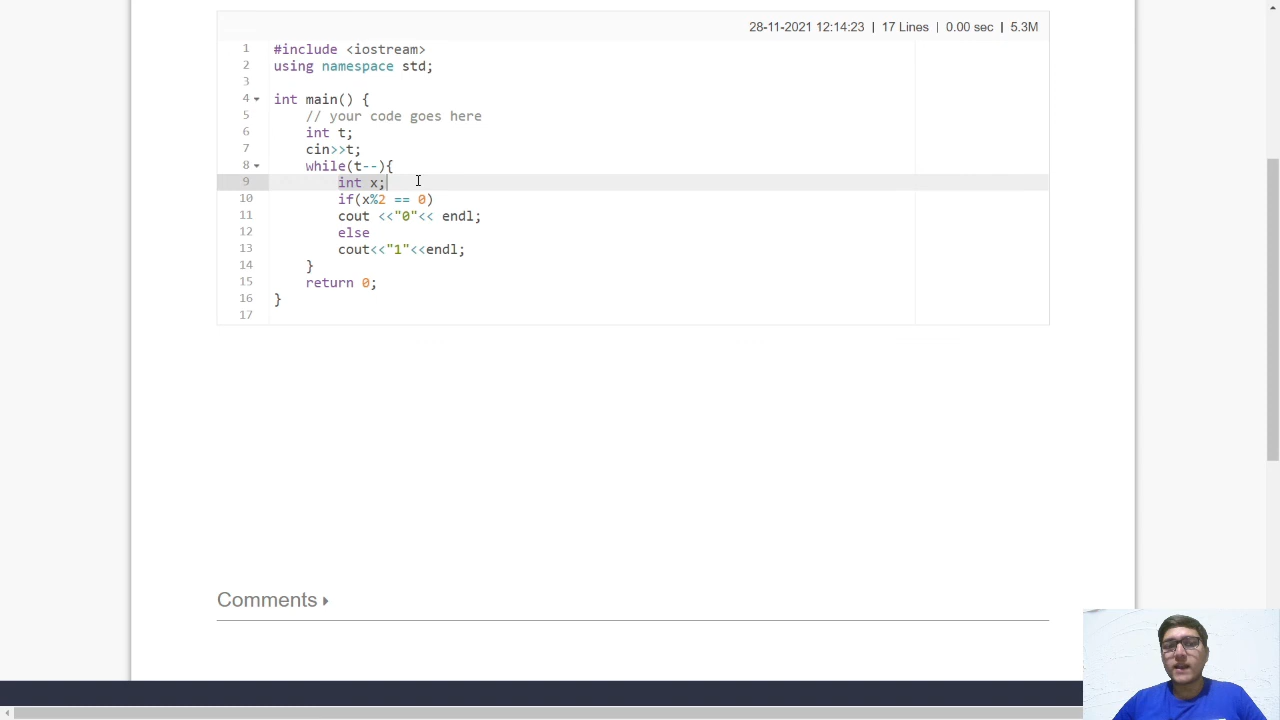 28-11-2021 12:14:23 | 17 Lines | 0.00 sec | 5.3M
1 #include <iostream>
2 using namespace std;
3
4 int main() {
5 // your code goes here
6 int t;
7 cin>>t;
8 while(t--){
9 int x;
10 if(x%2 == 0)
11 cout <<"0"<< endl;
12 else
13 cout<<"1"<<endl;
14 }
15 return 0;
16 }
17
Comments